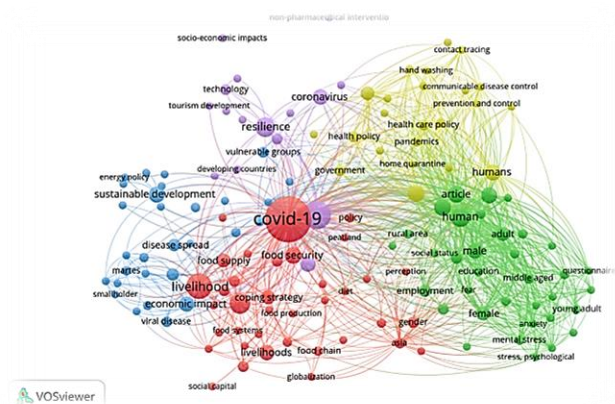 non-pharmaceutical interventio
socio-economic impacts
contact tracing
hand washing
technology
communicable disease control
coronavirus
tourism development
prevention and control
resilience
health care policy
health policy
pandemics
vulnerable groups
home quarantine
developing countries
government
humans
energy policy
sustainable development
article
covid-19
policy
human
rural area
adult
peatland
disease spread
social status
male
food security
food supply
martes
perception
education
questionnaire
middle aged
livelihood
smallholder
diet
employment
fear
economic impact
coping strategy
young adult
food production
female
viral disease
gender
anxiety
food systems
mental stress
asia
livelihoods
food chain
stress, psychological
globalization
social capital
VOSviewer